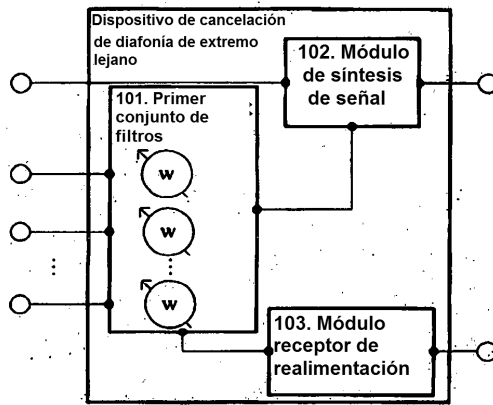 Dispositivo de cancelación
de diafonía de extremo
lejano
102. Módulo
de síntesis
de señal
101. Primer
conjunto de
filtros
w
w
w
103. Módulo
receptor de
realimentación